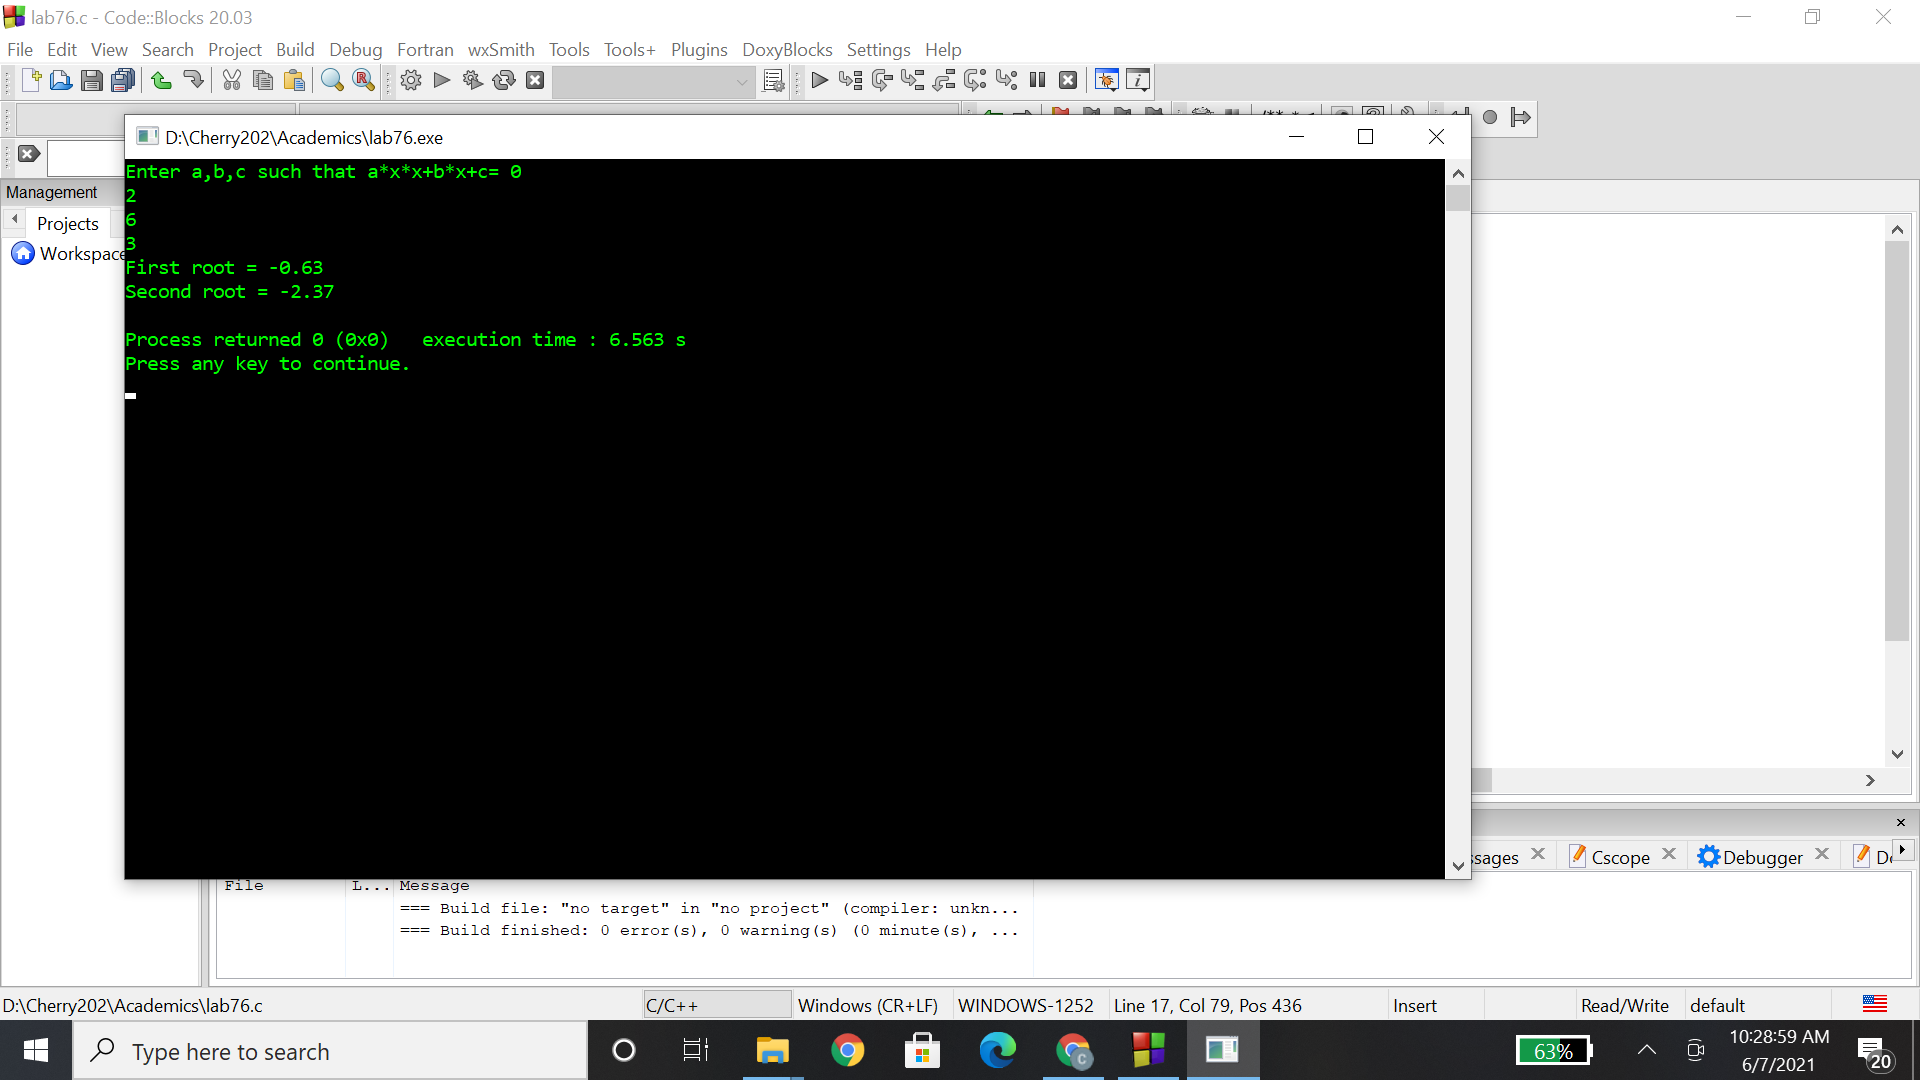 lab76.c - Code::Blocks 20.03
File Edit View Search Project Build Debug Fortran wxSmith Tools Tools+ Plugins DoxyBlocks Settings Help
D:\Cherry202\Academics\lab76.exe
Enter a,b,c such that a*x*x+b*x+c= 0
2
6
3
First root = -0.63
Second root = -2.37
Process returned 0 (0x0)   execution time : 6.563 s
Press any key to continue.
Management
Projects
Workspace
ssages Cscope Debugger
File L... Message
=== Build file: "no target" in "no project" (compiler: unkn...
=== Build finished: 0 error(s), 0 warning(s) (0 minute(s), ...
D:\Cherry202\Academics\lab76.c C/C++ Windows (CR+LF) WINDOWS-1252 Line 17, Col 79, Pos 436 Insert Read/Write default
Type here to search
63%
10:28:59 AM
6/7/2021
20